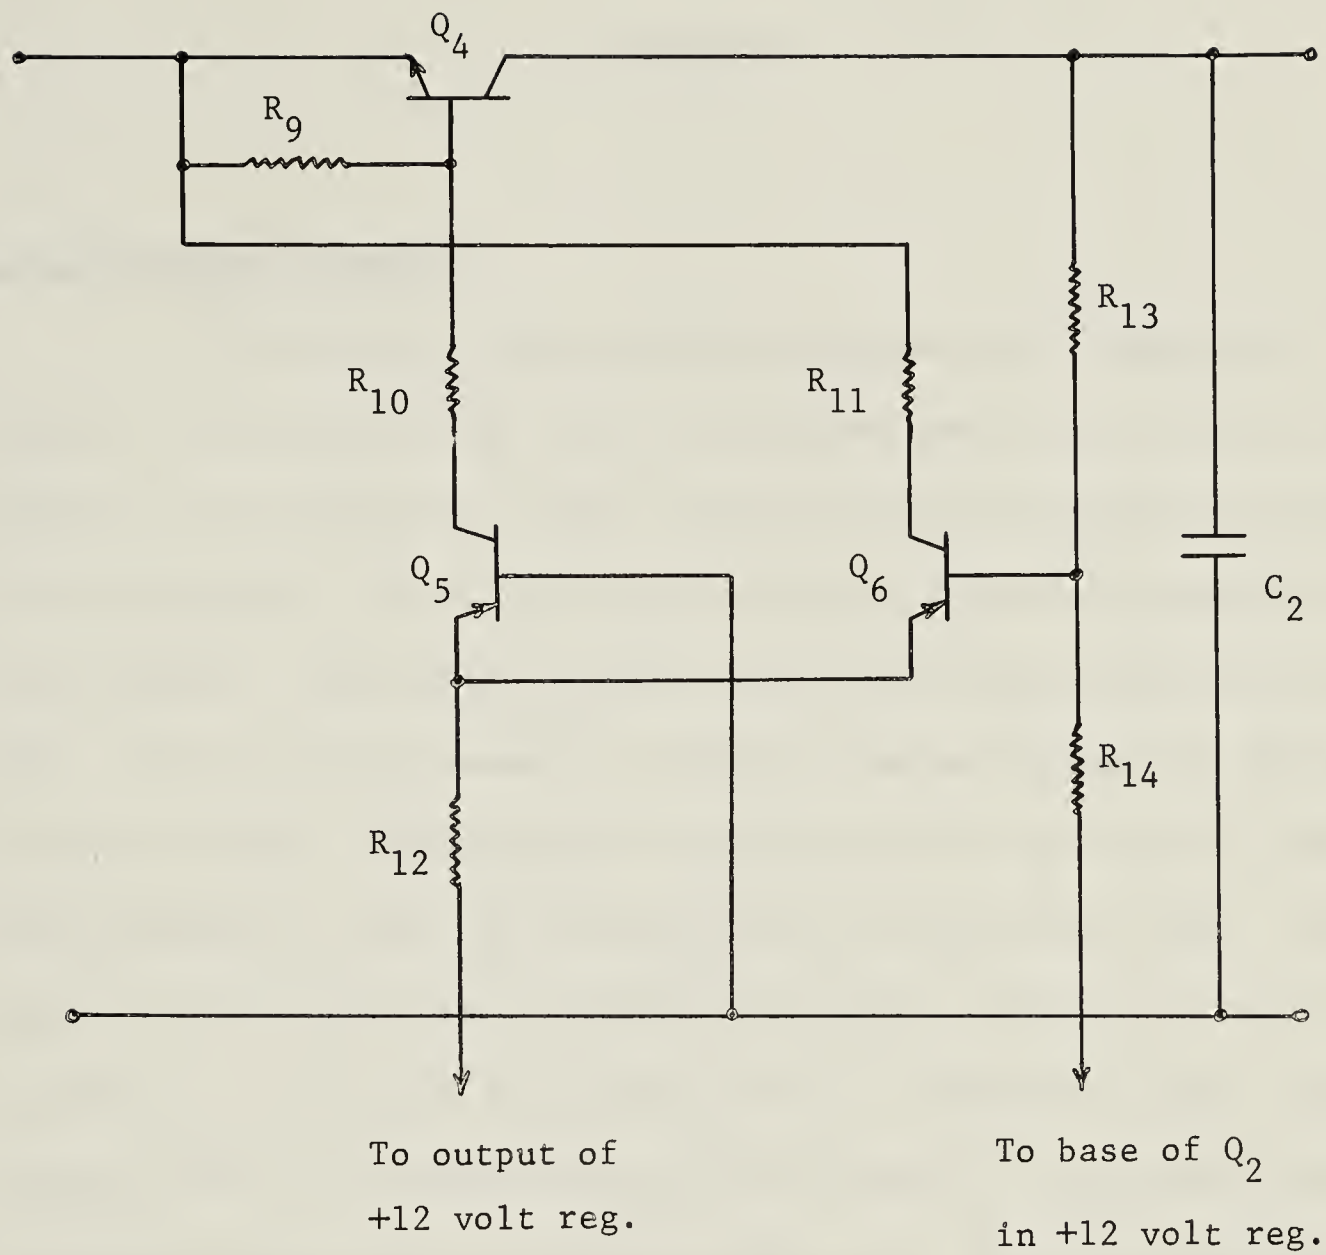 Q4
R9
R13
R10
R11
Q5
Q6
C2
R14
R12
To output of
+12 volt reg.
To base of Q2
in +12 volt reg.